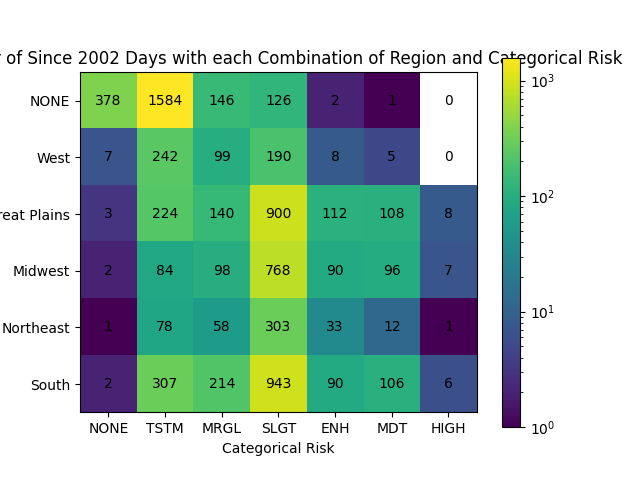 of Since 2002 Days with each Combination of Region and Categorical Risk
NONE 378 1584 146 126 2 1 0
West 7 242 99 190 8 5 0
reat Plains 3 224 140 900 112 108 8
Midwest 2 84 98 768 90 96 7
Northeast 1 78 58 303 33 12 1
South 2 307 214 943 90 106 6
NONE TSTM MRGL SLGT ENH MDT HIGH
Categorical Risk
10³
10²
10¹
10⁰